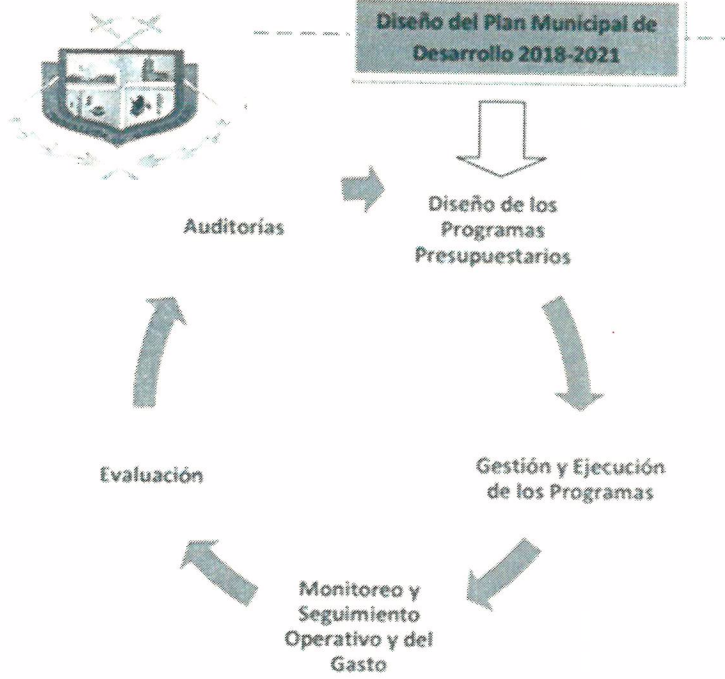 Diseño del Plan Municipal de
Desarrollo 2018-2021
Diseño de los
Programas
Presupuestarios
Auditorías
Gestión y Ejecución
de los Programas
Evaluación
Monitoreo y
Seguimiento
Operativo y del
Gasto